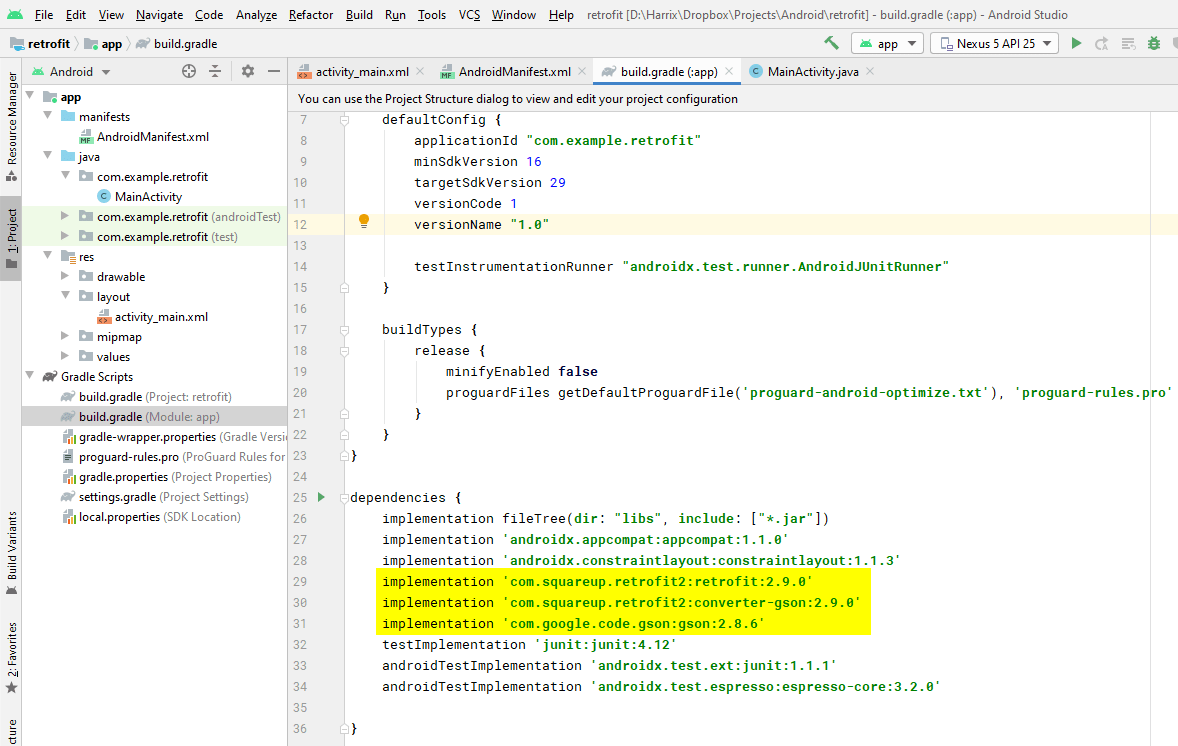 File Edit View Navigate Code Analyze Refactor Build Run Tools VCS Window Help retrofit [D:\Harrix\Dropbox\Projects\Android\retrofit] - build.gradle (:app) - Android Studio
retrofit app build.gradle app Nexus 5 API 25
Android
activity_main.xml AndroidManifest.xml build.gradle (:app) MainActivity.java
You can use the Project Structure dialog to view and edit your project configuration
Resource Manager
1: Project
Build Variants
2: Favorites
cture
app
manifests
AndroidManifest.xml
java
com.example.retrofit
MainActivity
com.example.retrofit (androidTest)
com.example.retrofit (test)
res
drawable
layout
activity_main.xml
mipmap
values
Gradle Scripts
build.gradle (Project: retrofit)
build.gradle (Module: app)
gradle-wrapper.properties (Gradle Versi
proguard-rules.pro (ProGuard Rules for
gradle.properties (Project Properties)
settings.gradle (Project Settings)
local.properties (SDK Location)
7 defaultConfig {
8 applicationId "com.example.retrofit"
9 minSdkVersion 16
10 targetSdkVersion 29
11 versionCode 1
12 versionName "1.0"
13
14 testInstrumentationRunner "androidx.test.runner.AndroidJUnitRunner"
15 }
16
17 buildTypes {
18 release {
19 minifyEnabled false
20 proguardFiles getDefaultProguardFile('proguard-android-optimize.txt'), 'proguard-rules.pro'
21 }
22 }
23 }
24
25 dependencies {
26 implementation fileTree(dir: "libs", include: ["*.jar"])
27 implementation 'androidx.appcompat:appcompat:1.1.0'
28 implementation 'androidx.constraintlayout:constraintlayout:1.1.3'
29 implementation 'com.squareup.retrofit2:retrofit:2.9.0'
30 implementation 'com.squareup.retrofit2:converter-gson:2.9.0'
31 implementation 'com.google.code.gson:gson:2.8.6'
32 testImplementation 'junit:junit:4.12'
33 androidTestImplementation 'androidx.test.ext:junit:1.1.1'
34 androidTestImplementation 'androidx.test.espresso:espresso-core:3.2.0'
35
36 }